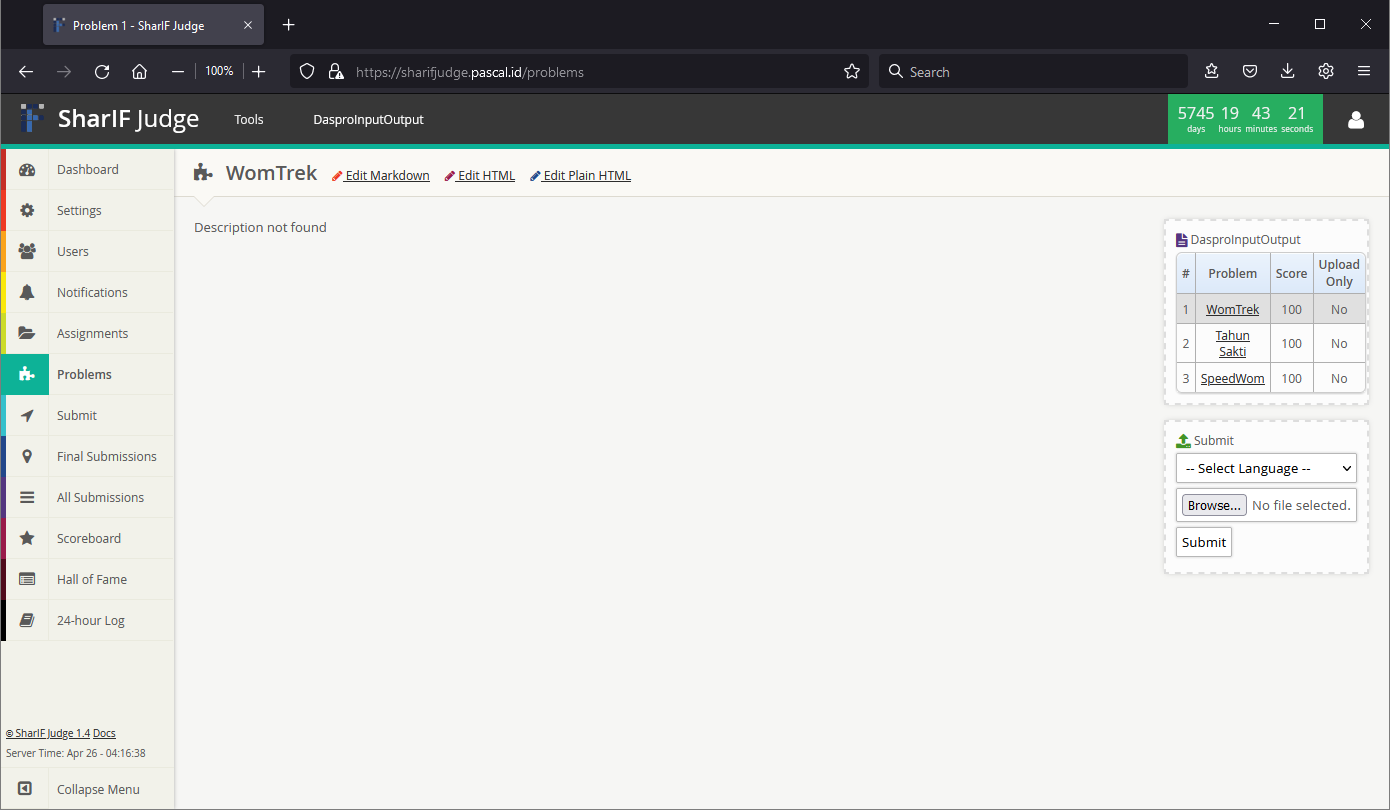 Problem 1 - SharIF Judge
100%
https://sharifjudge.pascal.id/problems
Search
SharIF Judge
Tools
DasproInputOutput
5745 19 43 21
days hours minutes seconds
Dashboard
Settings
Users
Notifications
Assignments
Problems
Submit
Final Submissions
All Submissions
Scoreboard
Hall of Fame
24-hour Log
© SharIF Judge 1.4 Docs
Server Time: Apr 26 - 04:16:38
Collapse Menu
WomTrek Edit Markdown Edit HTML Edit Plain HTML
Description not found
DasproInputOutput
# Problem Score Upload Only
1 WomTrek 100 No
2 Tahun Sakti 100 No
3 SpeedWom 100 No
Submit
-- Select Language --
Browse... No file selected.
Submit